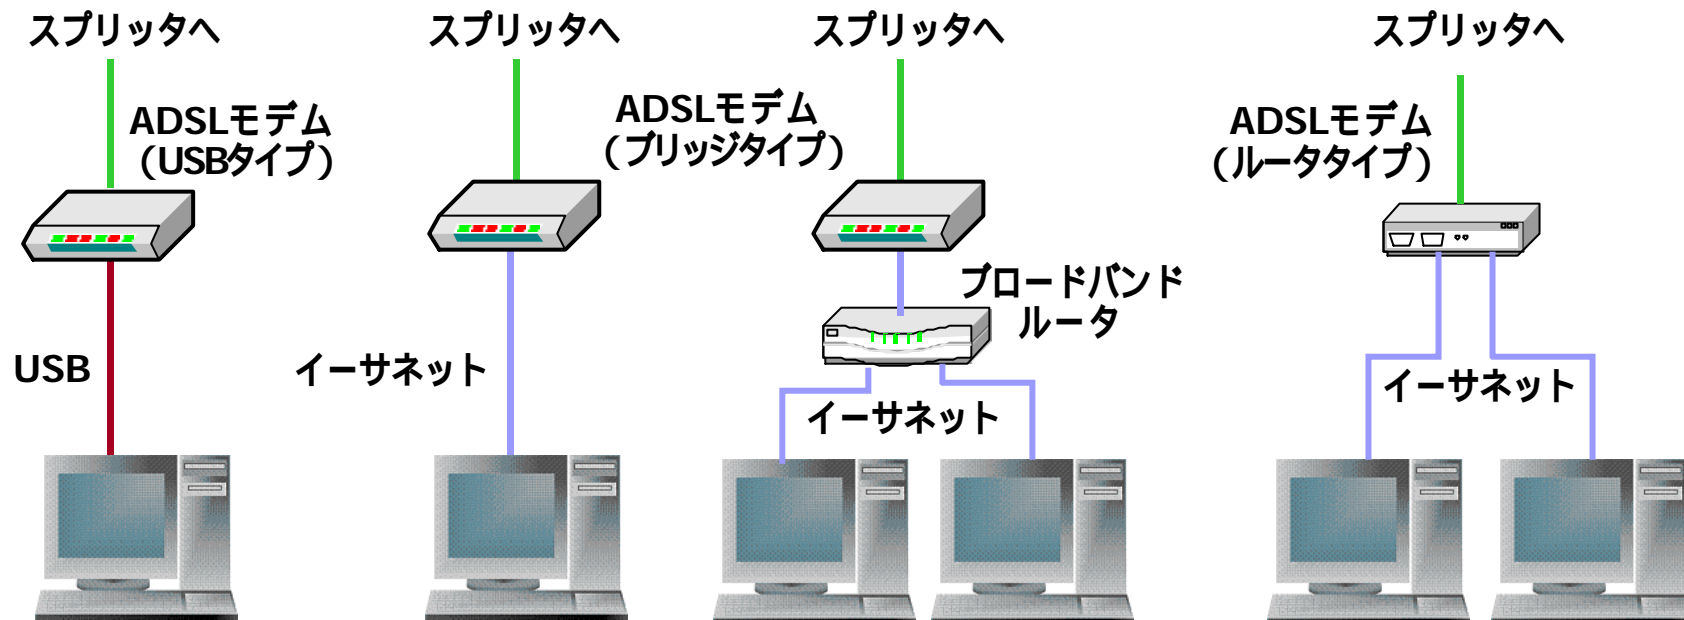 スプリッタへ
スプリッタへ
スプリッタへ
スプリッタへ
ADSLモデム
（USBタイプ）
ADSLモデム
（ブリッジタイプ）
ADSLモデム
（ルータタイプ）
ブロードバンド
ルータ
USB
イーサネット
イーサネット
イーサネット